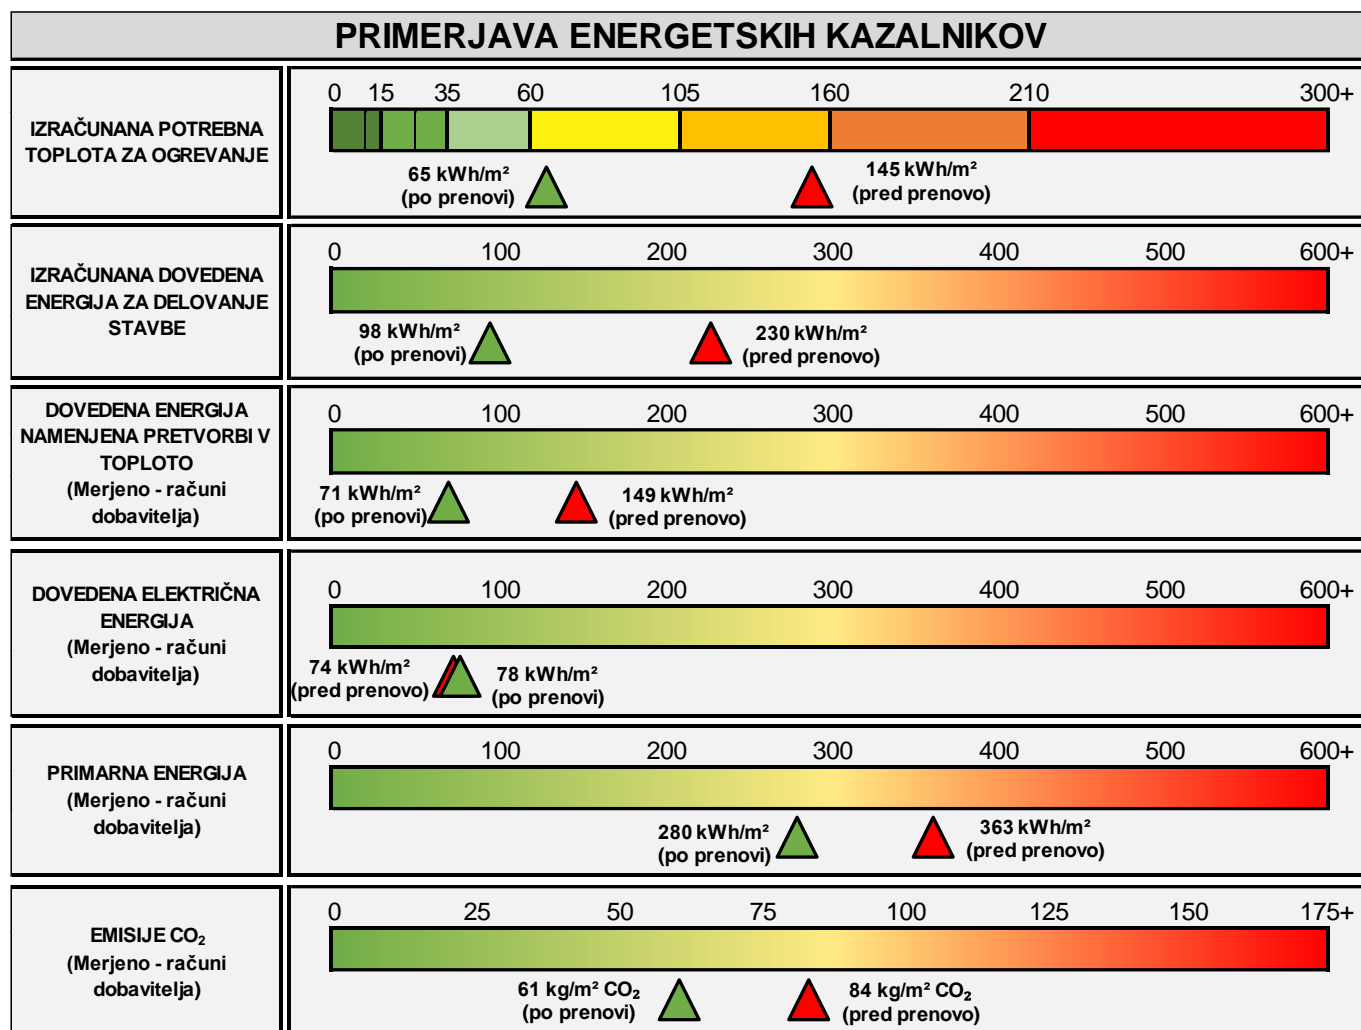 PRIMERJAVA ENERGETSKIH KAZALNIKOV
IZRAČUNANA POTREBNA
TOPLOTA ZA OGREVANJE
0 15 35 60 105 160 210 300+
65 kWh/m²
(po prenovi)
145 kWh/m²
(pred prenovo)
IZRAČUNANA DOVEDENA
ENERGIJA ZA DELOVANJE
STAVBE
0 100 200 300 400 500 600+
98 kWh/m²
(po prenovi)
230 kWh/m²
(pred prenovo)
DOVEDENA ENERGIJA
NAMENJENA PRETVORBI V
TOPLOTO
(Merjeno - računi
dobavitelja)
0 100 200 300 400 500 600+
71 kWh/m²
(po prenovi)
149 kWh/m²
(pred prenovo)
DOVEDENA ELEKTRIČNA
ENERGIJA
(Merjeno - računi
dobavitelja)
0 100 200 300 400 500 600+
74 kWh/m²
(pred prenovo)
78 kWh/m²
(po prenovi)
PRIMARNA ENERGIJA
(Merjeno - računi
dobavitelja)
0 100 200 300 400 500 600+
280 kWh/m²
(po prenovi)
363 kWh/m²
(pred prenovo)
EMISIJE CO₂
(Merjeno - računi
dobavitelja)
0 25 50 75 100 125 150 175+
61 kg/m² CO₂
(po prenovi)
84 kg/m² CO₂
(pred prenovo)